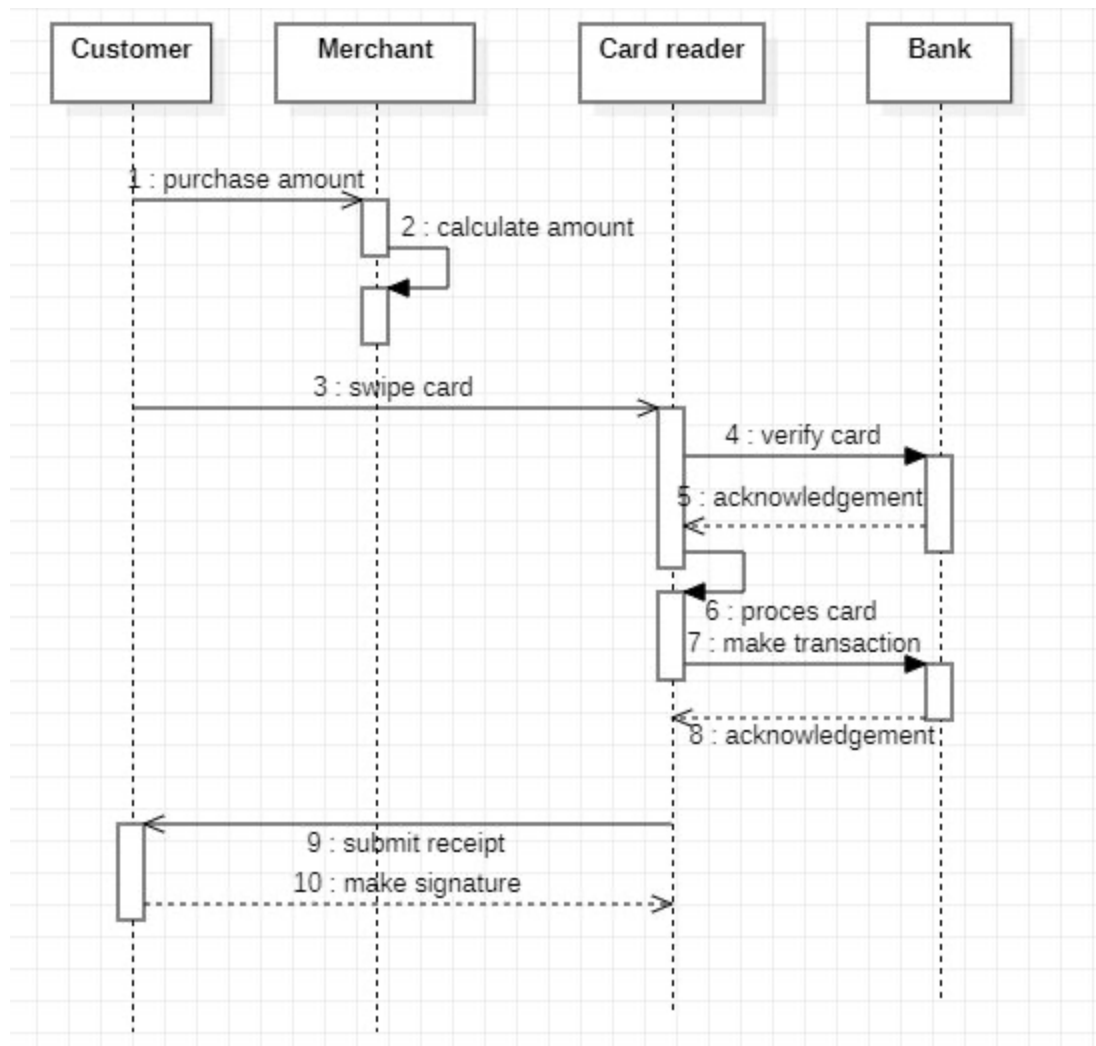 Customer
Merchant
Card reader
Bank
1 : purchase amount
2 : calculate amount
3 : swipe card
4 : verify card
5 : acknowledgement
6 : proces card
7 : make transaction
8 : acknowledgement
9 : submit receipt
10 : make signature